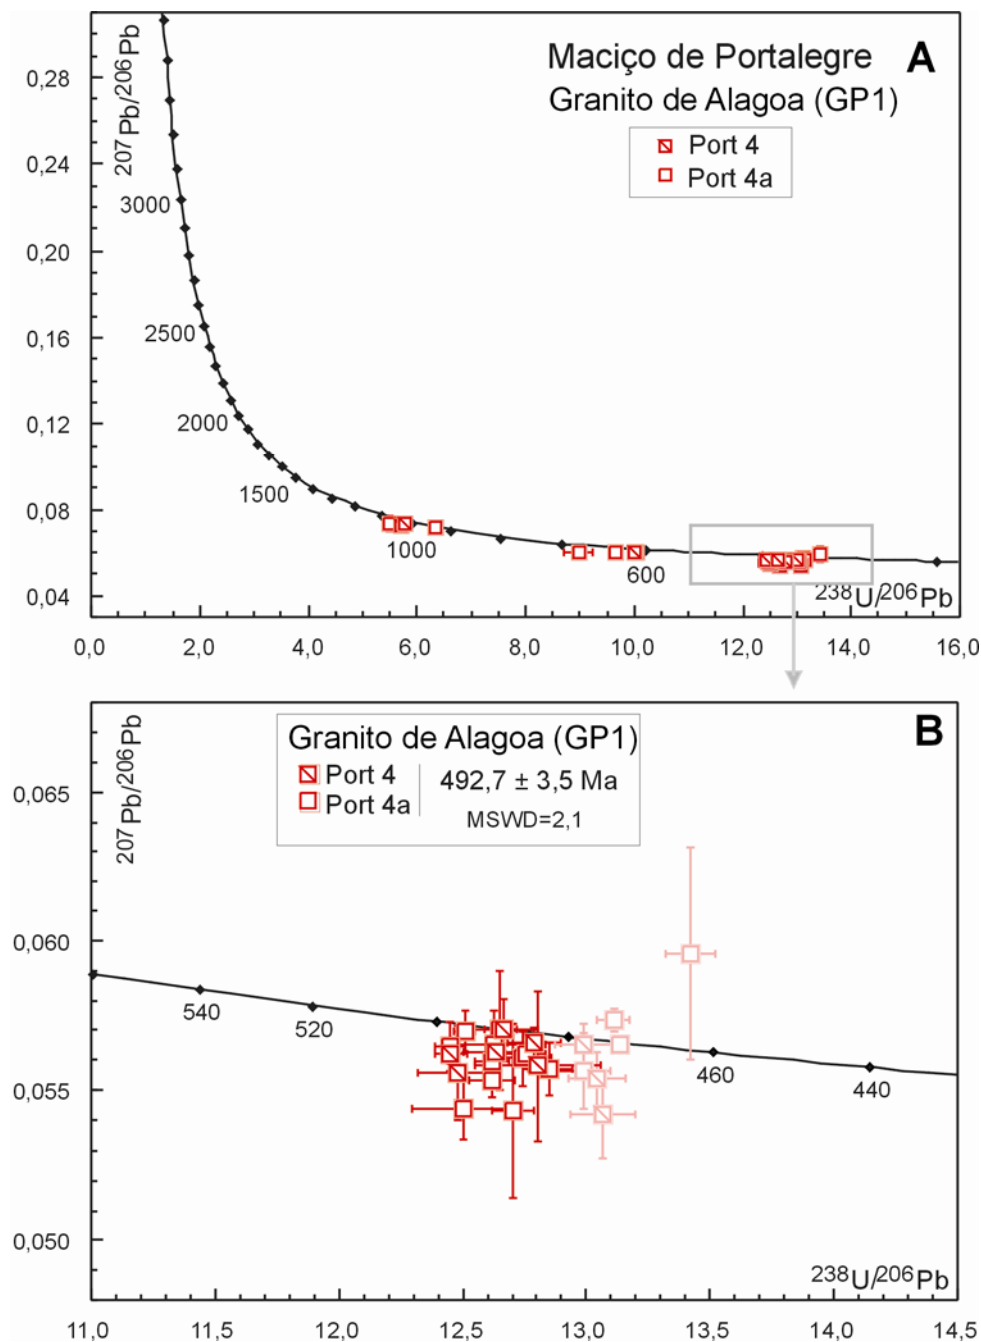 Maciço de Portalegre
A
Granito de Alagoa (GP1)
Port 4
Port 4a
207Pb/206Pb
0,28
0,24
0,20
0,16
0,12
0,08
0,04
3000
2500
2000
1500
1000
600
238U/206Pb
0,0 2,0 4,0 6,0 8,0 10,0 12,0 14,0 16,0
B
Granito de Alagoa (GP1)
Port 4
Port 4a
492,7 ± 3,5 Ma
MSWD=2,1
207Pb/206Pb
0,065
0,060
0,055
0,050
540
520
460
440
238U/206Pb
11,0 11,5 12,0 12,5 13,0 13,5 14,0 14,5